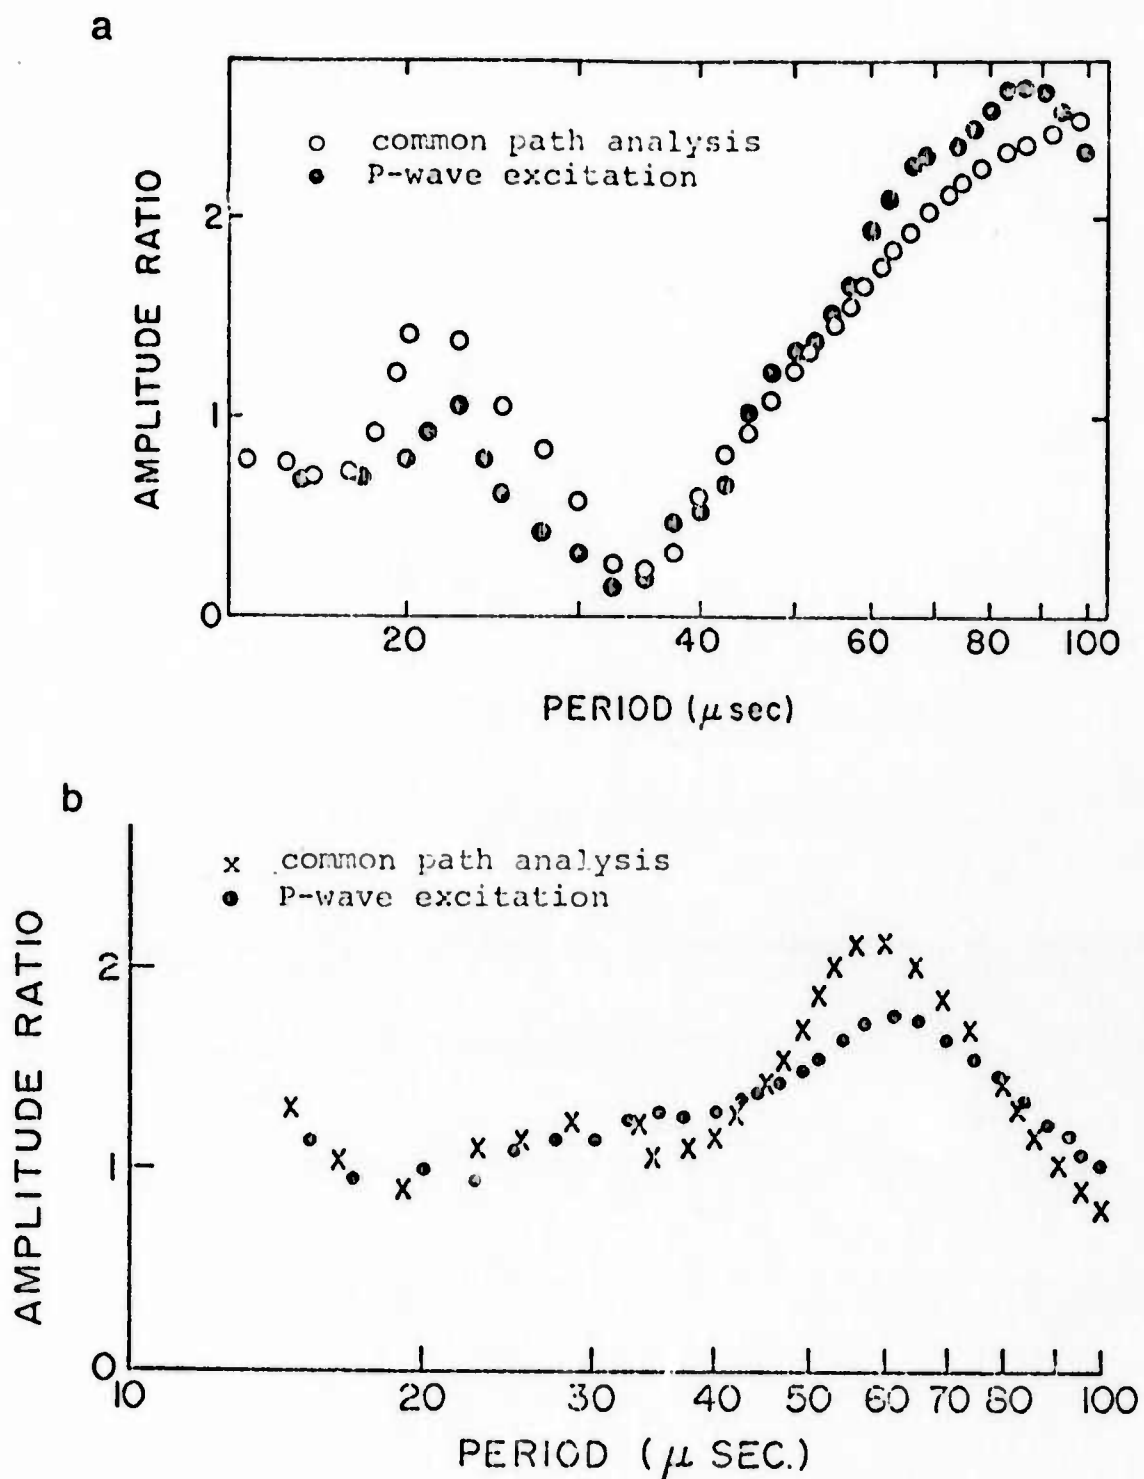 a
common path analysis
P-wave excitation
AMPLITUDE RATIO
2
1
0
20 40 60 80 100
PERIOD (μ sec)
b
common path analysis
P-wave excitation
AMPLITUDE RATIO
2
1
0
10 20 30 40 50 60 70 80 100
PERIOD (μ SEC.)